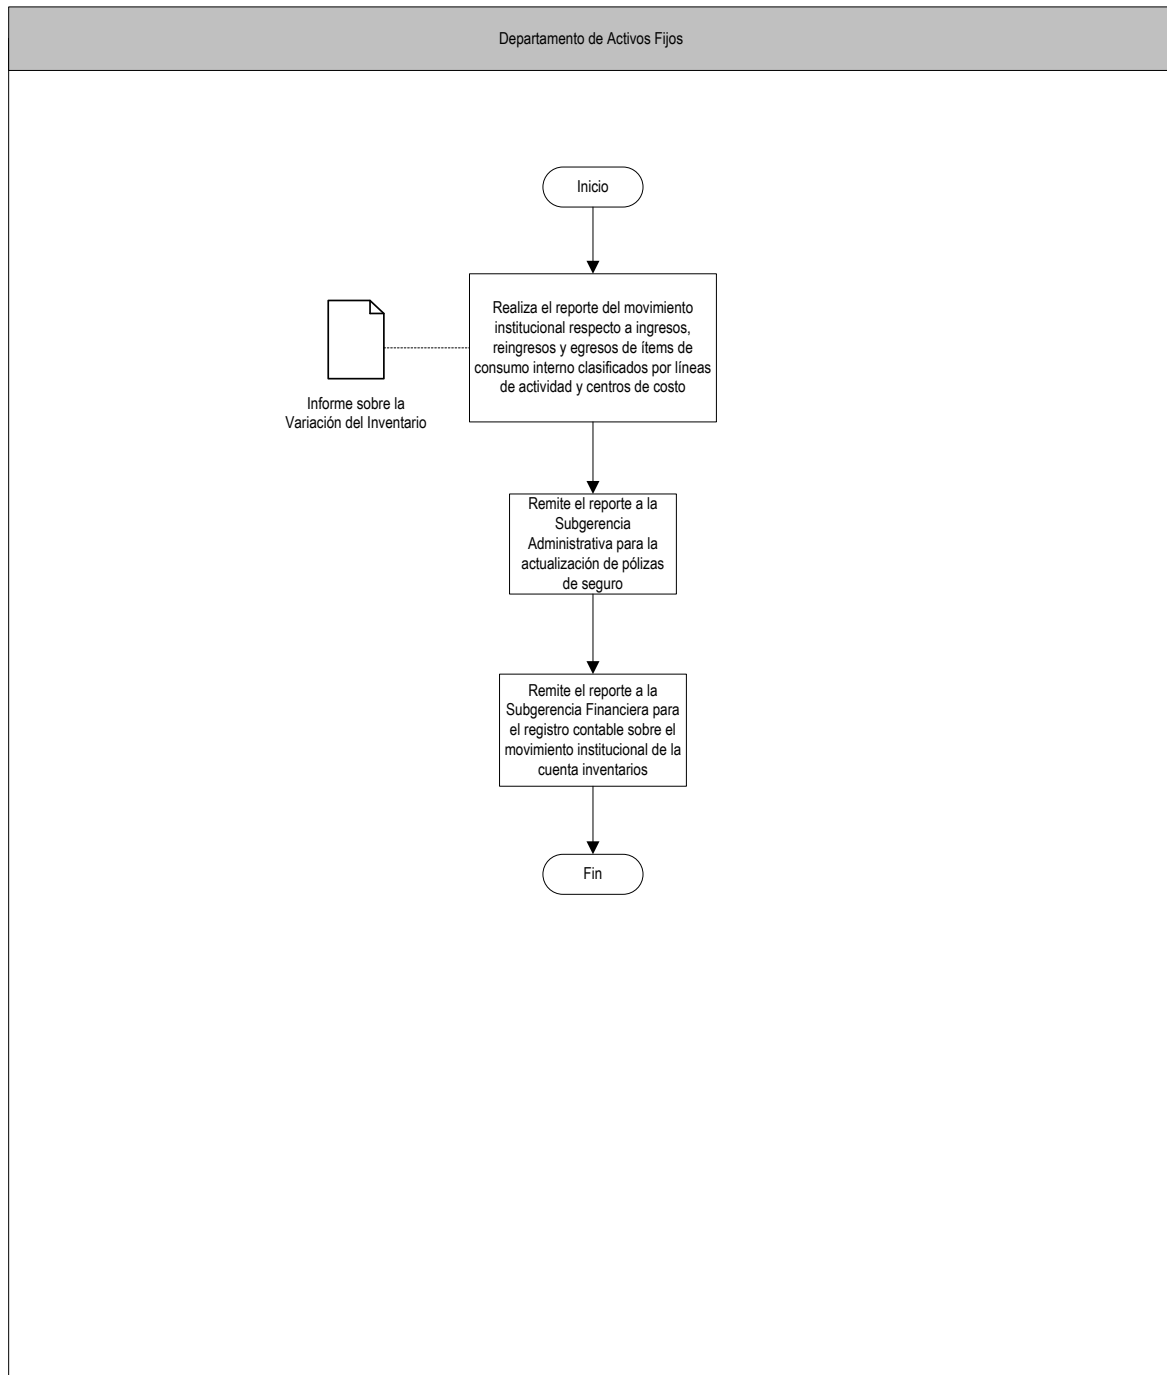 Departamento de Activos Fijos
Inicio
Realiza el reporte del movimiento
institucional respecto a ingresos,
reingresos y egresos de ítems de
consumo interno clasificados por líneas
de actividad y centros de costo
Informe sobre la
Variación del Inventario
Remite el reporte a la
Subgerencia
Administrativa para la
actualización de pólizas
de seguro
Remite el reporte a la
Subgerencia Financiera para
el registro contable sobre el
movimiento institucional de la
cuenta inventarios
Fin